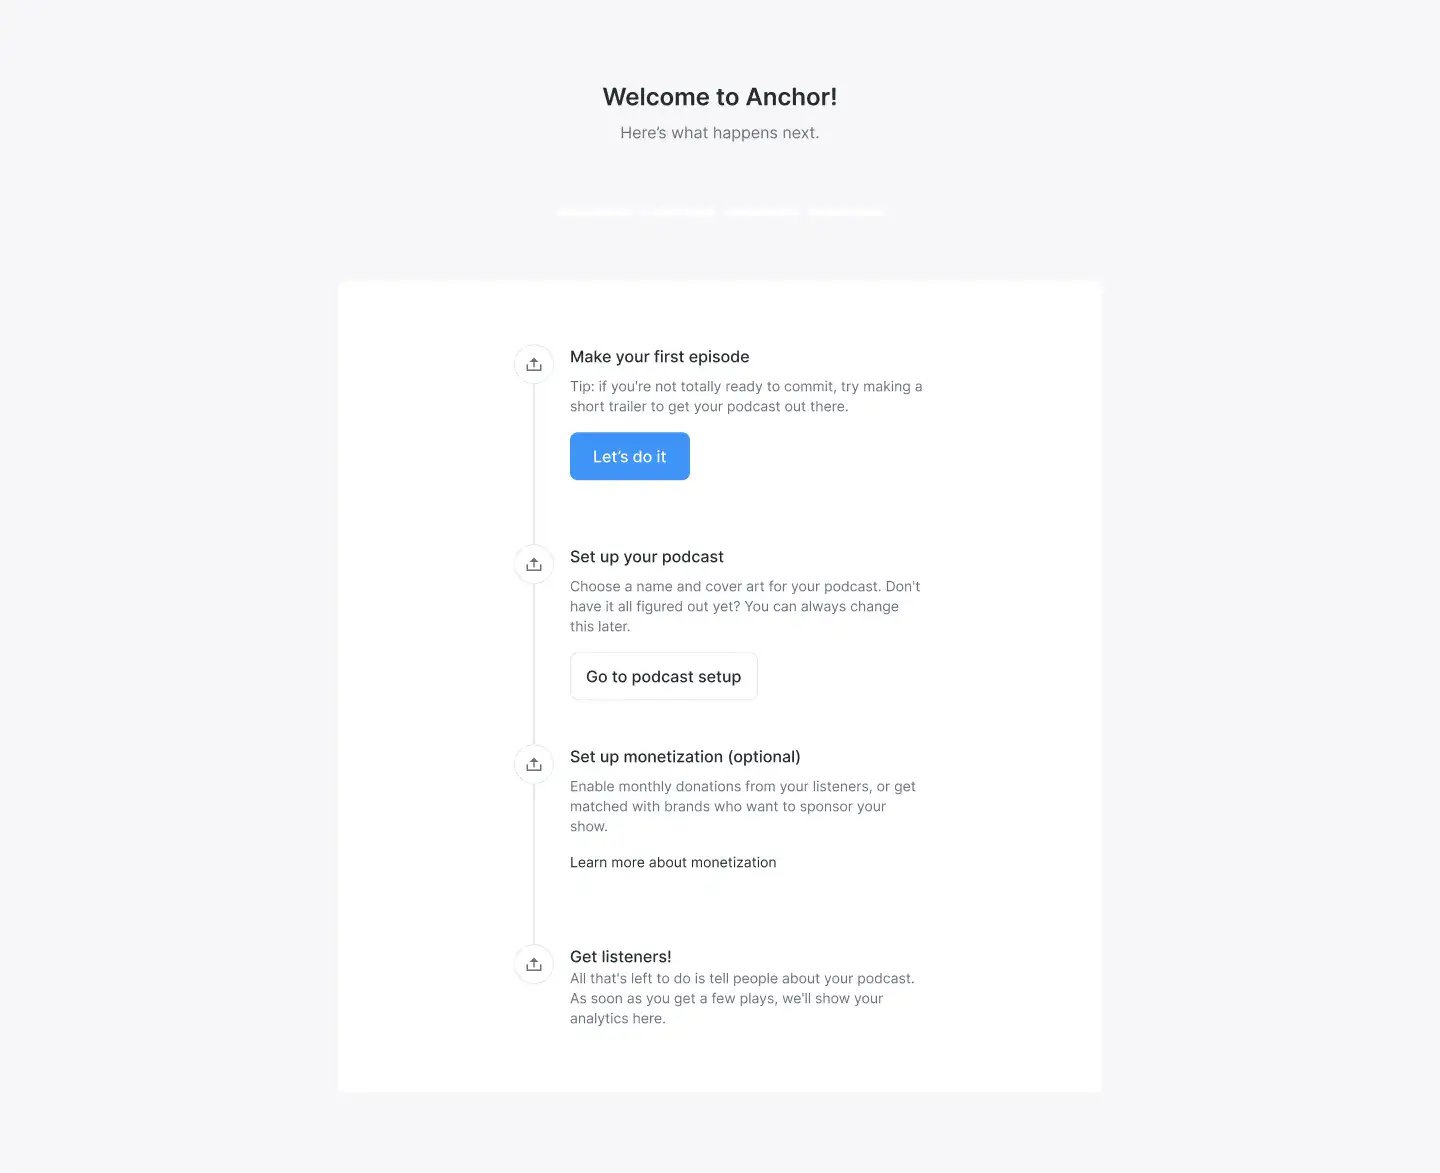 Welcome to Anchor!
Here’s what happens next.
Make your first episode
Tip: if you're not totally ready to commit, try making a
short trailer to get your podcast out there.
Let’s do it
Set up your podcast
Choose a name and cover art for your podcast. Don't
have it all figured out yet? You can always change
this later.
Go to podcast setup
Set up monetization (optional)
Enable monthly donations from your listeners, or get
matched with brands who want to sponsor your
show.
Learn more about monetization
Get listeners!
All that's left to do is tell people about your podcast.
As soon as you get a few plays, we'll show your
analytics here.